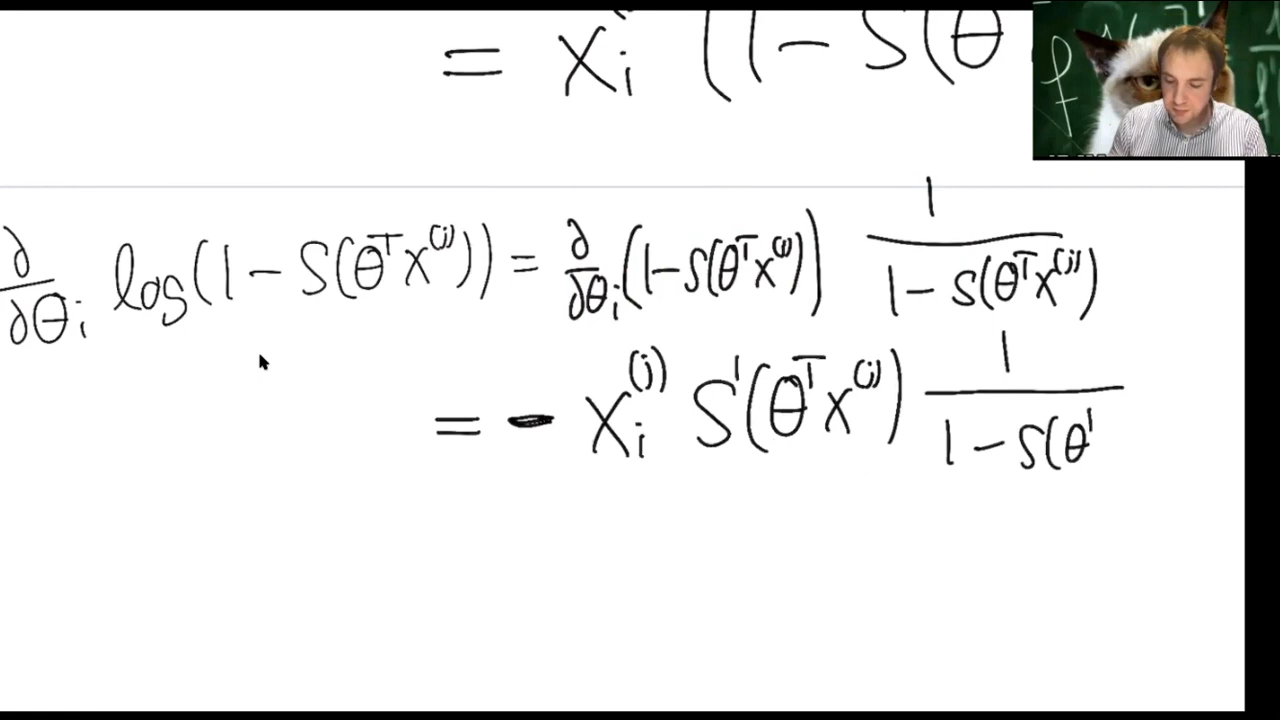 = xᵢ (1 - S(θ
∂/∂θᵢ log(1 - S(θᵀx⁽ʲ⁾)) = ∂/∂θᵢ (1 - S(θᵀx⁽ʲ⁾)) 1/(1 - S(θᵀx⁽ʲ⁾))
= - xᵢ⁽ʲ⁾ S'(θᵀx⁽ʲ⁾) 1/(1 - S(θ'